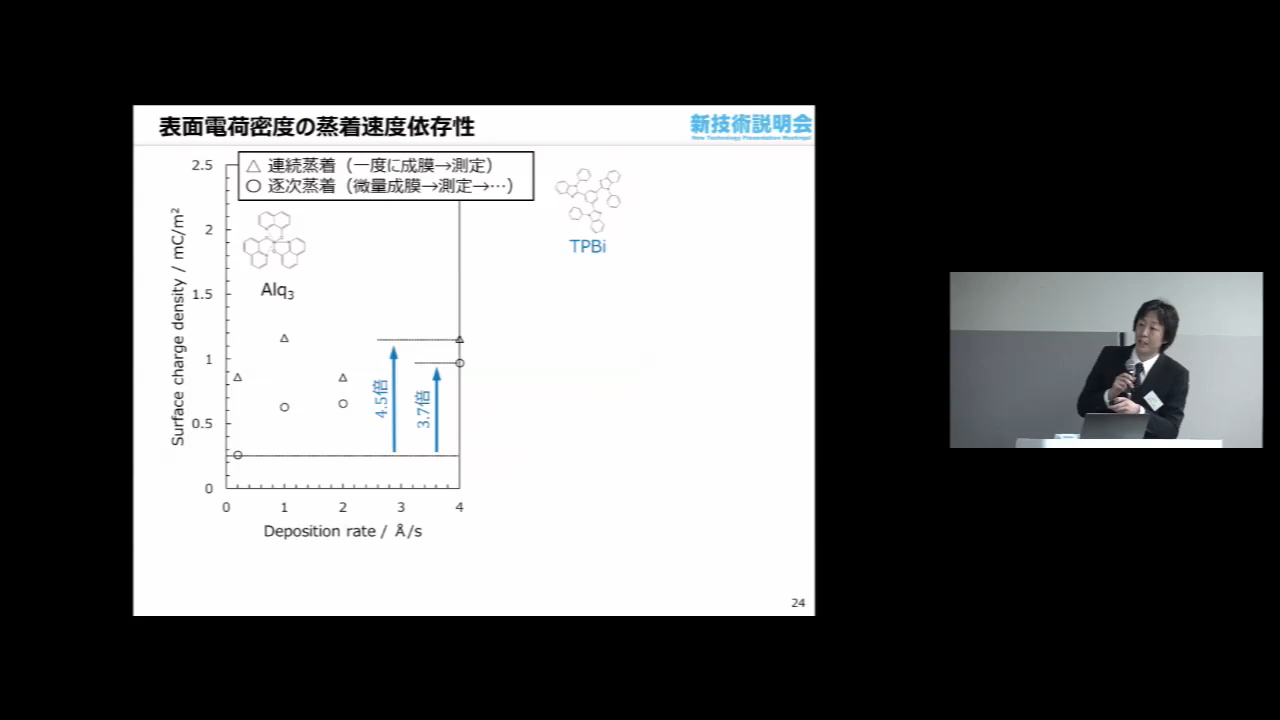 表面電荷密度の蒸着速度依存性
新技術説明会
New Technology Presentation Meetings!
△ 連続蒸着（一度に成膜→測定）
○ 逐次蒸着（微量成膜→測定→…）
2.5
2
1.5
1
0.5
0
Surface charge density / mC/m²
Alq₃
TPBi
4.5倍
3.7倍
0 1 2 3 4
Deposition rate / Å/s
24